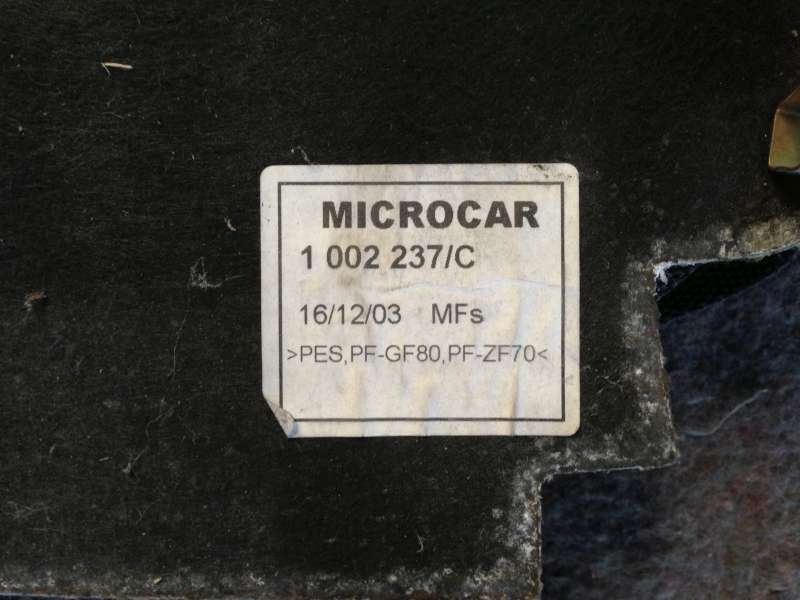 MICROCAR
1 002 237/C
16/12/03 MFs
>PES,PF-GF80,PF-ZF70<